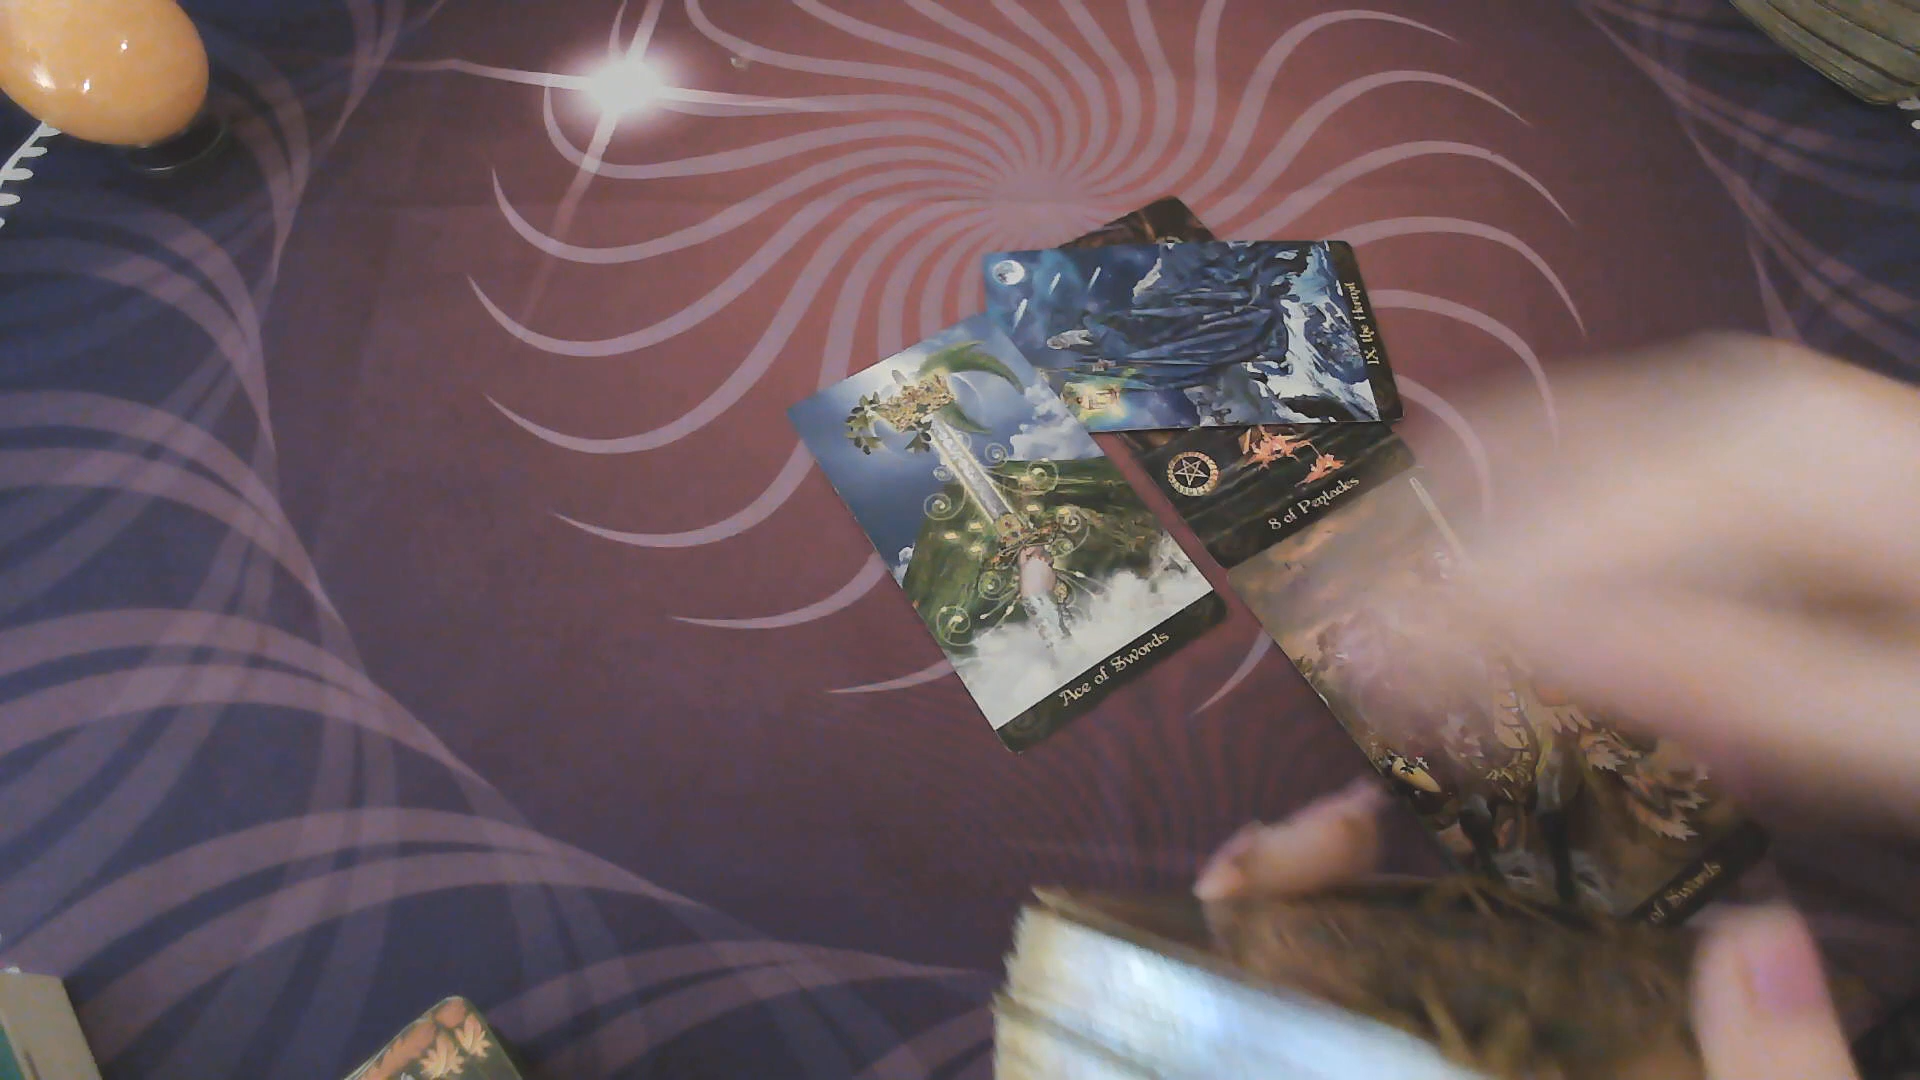 IX the Hermit
8 of Pentacles
Ace of Swords
of Swords